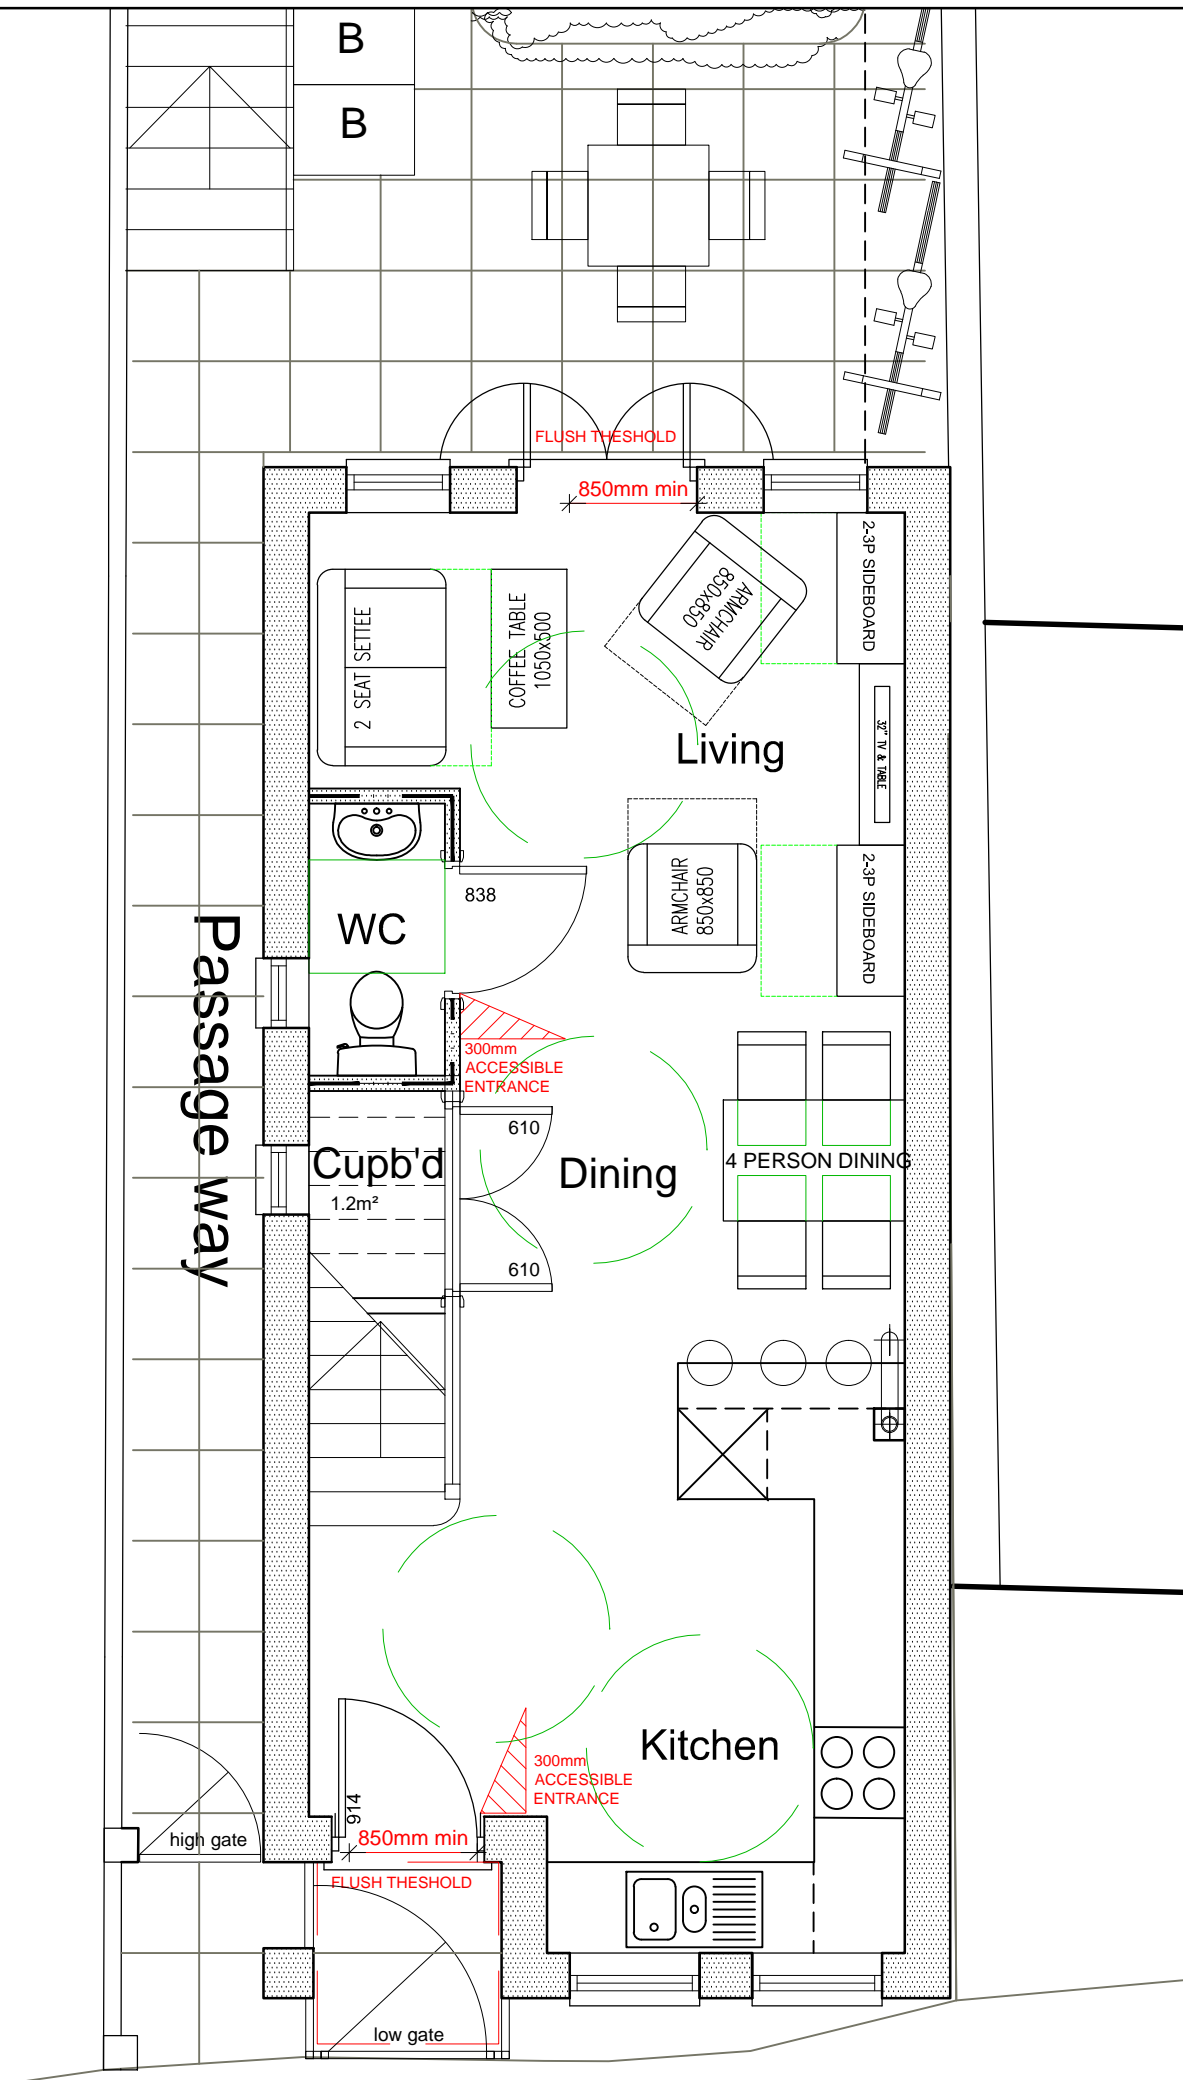 B
B
FLUSH THESHOLD
850mm min
2 SEAT SETTEE
COFFEE TABLE
1050x500
ARMCHAIR
850x850
2-3P SIDEBOARD
Living
32" TV & TABLE
838
WC
ARMCHAIR
850x850
2-3P SIDEBOARD
Passage way
300mm
ACCESSIBLE
ENTRANCE
610
Cupb'd
1.2m²
Dining
4 PERSON DINING
610
Kitchen
300mm
ACCESSIBLE
ENTRANCE
914
high gate
850mm min
FLUSH THESHOLD
low gate